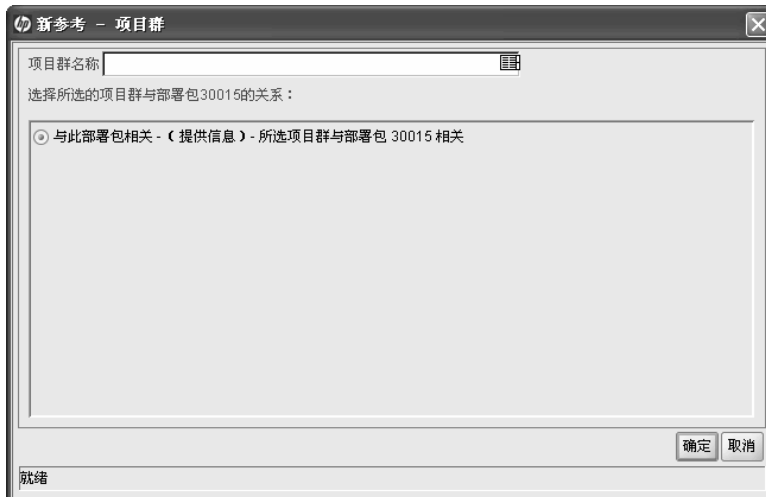 hp 新参考 - 项目群
项目群名称
选择所选的项目群与部署包30015的关系：
与此部署包相关 - （提供信息）- 所选项目群与部署包 30015 相关
确定 取消
就绪